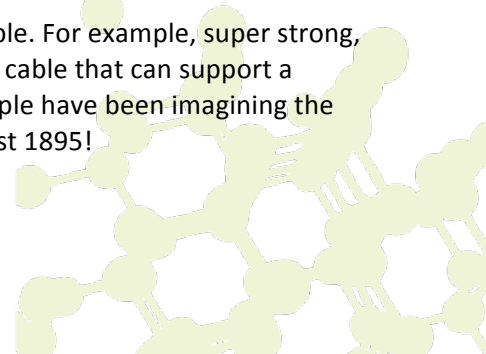 ble. For example, super strong,
cable that can support a
ple have been imagining the
st 1895!